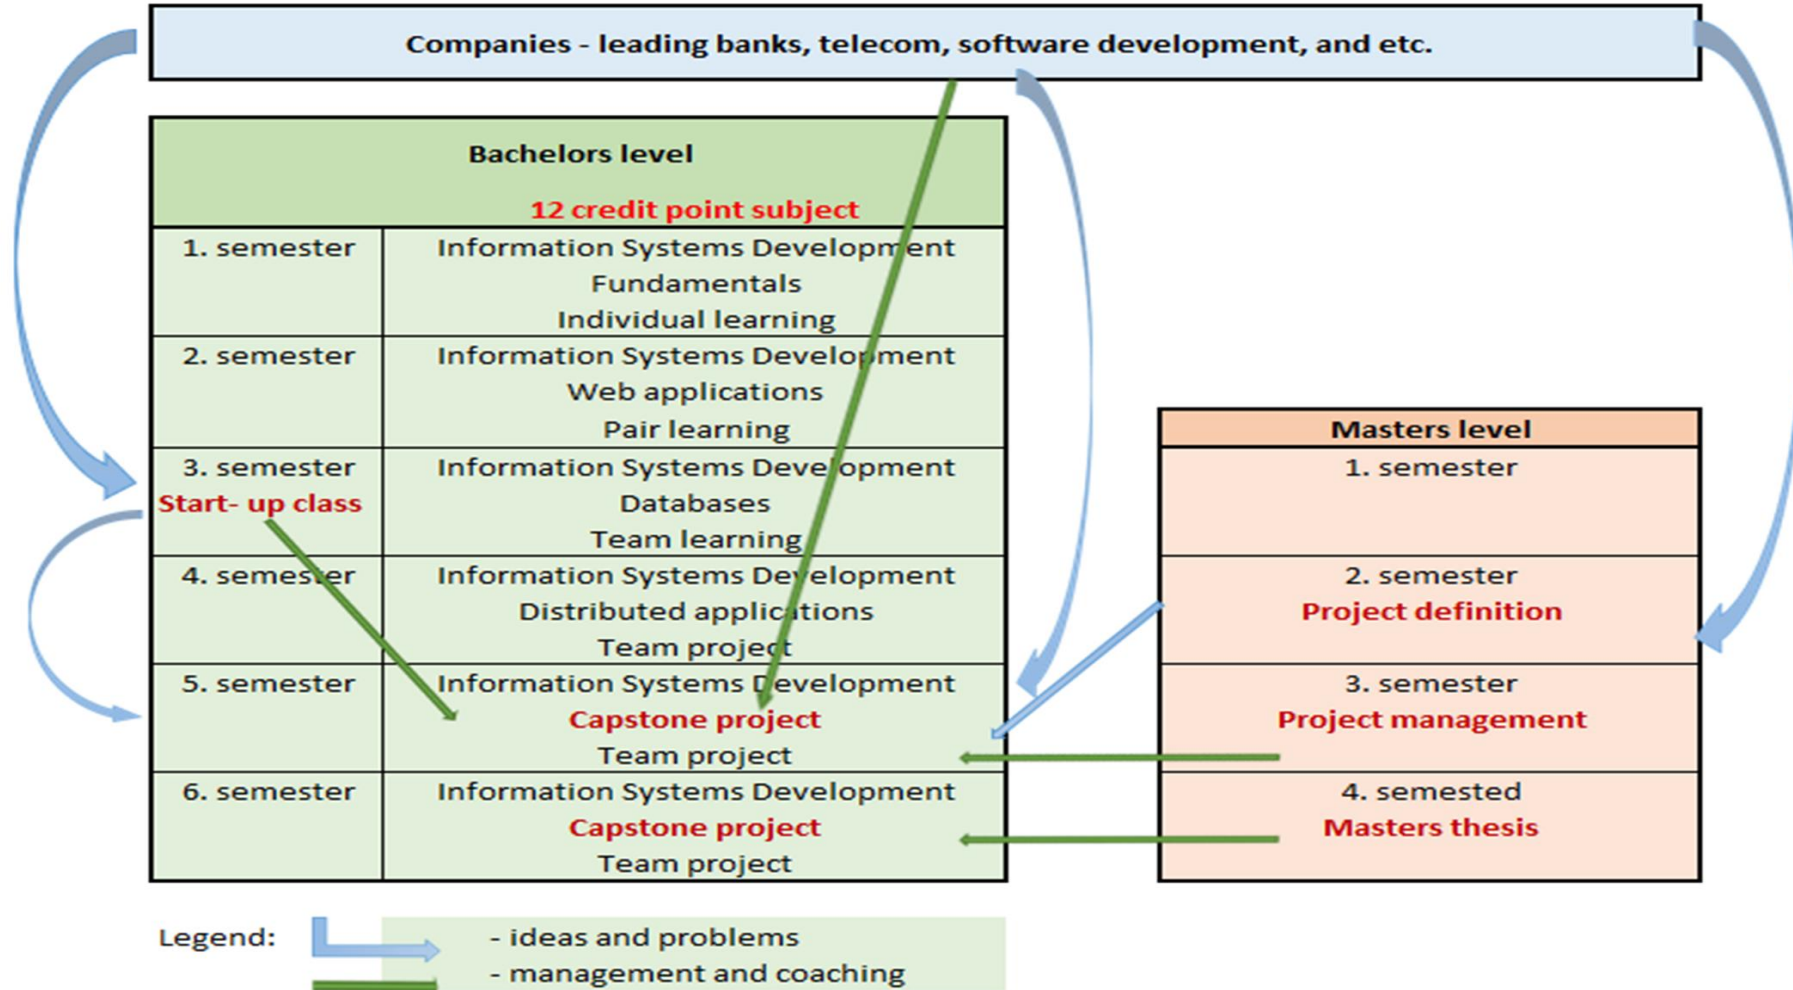 Companies - leading banks, telecom, software development, and etc.
Bachelors level
12 credit point subject
1. semester
Information Systems Development
Fundamentals
Individual learning
2. semester
Information Systems Development
Web applications
Pair learning
3. semester
Start- up class
Information Systems Development
Databases
Team learning
4. semester
Information Systems Development
Distributed applications
Team project
5. semester
Information Systems Development
Capstone project
Team project
6. semester
Information Systems Development
Capstone project
Team project
Masters level
1. semester
2. semester
Project definition
3. semester
Project management
4. semested
Masters thesis
Legend:
- ideas and problems
- management and coaching